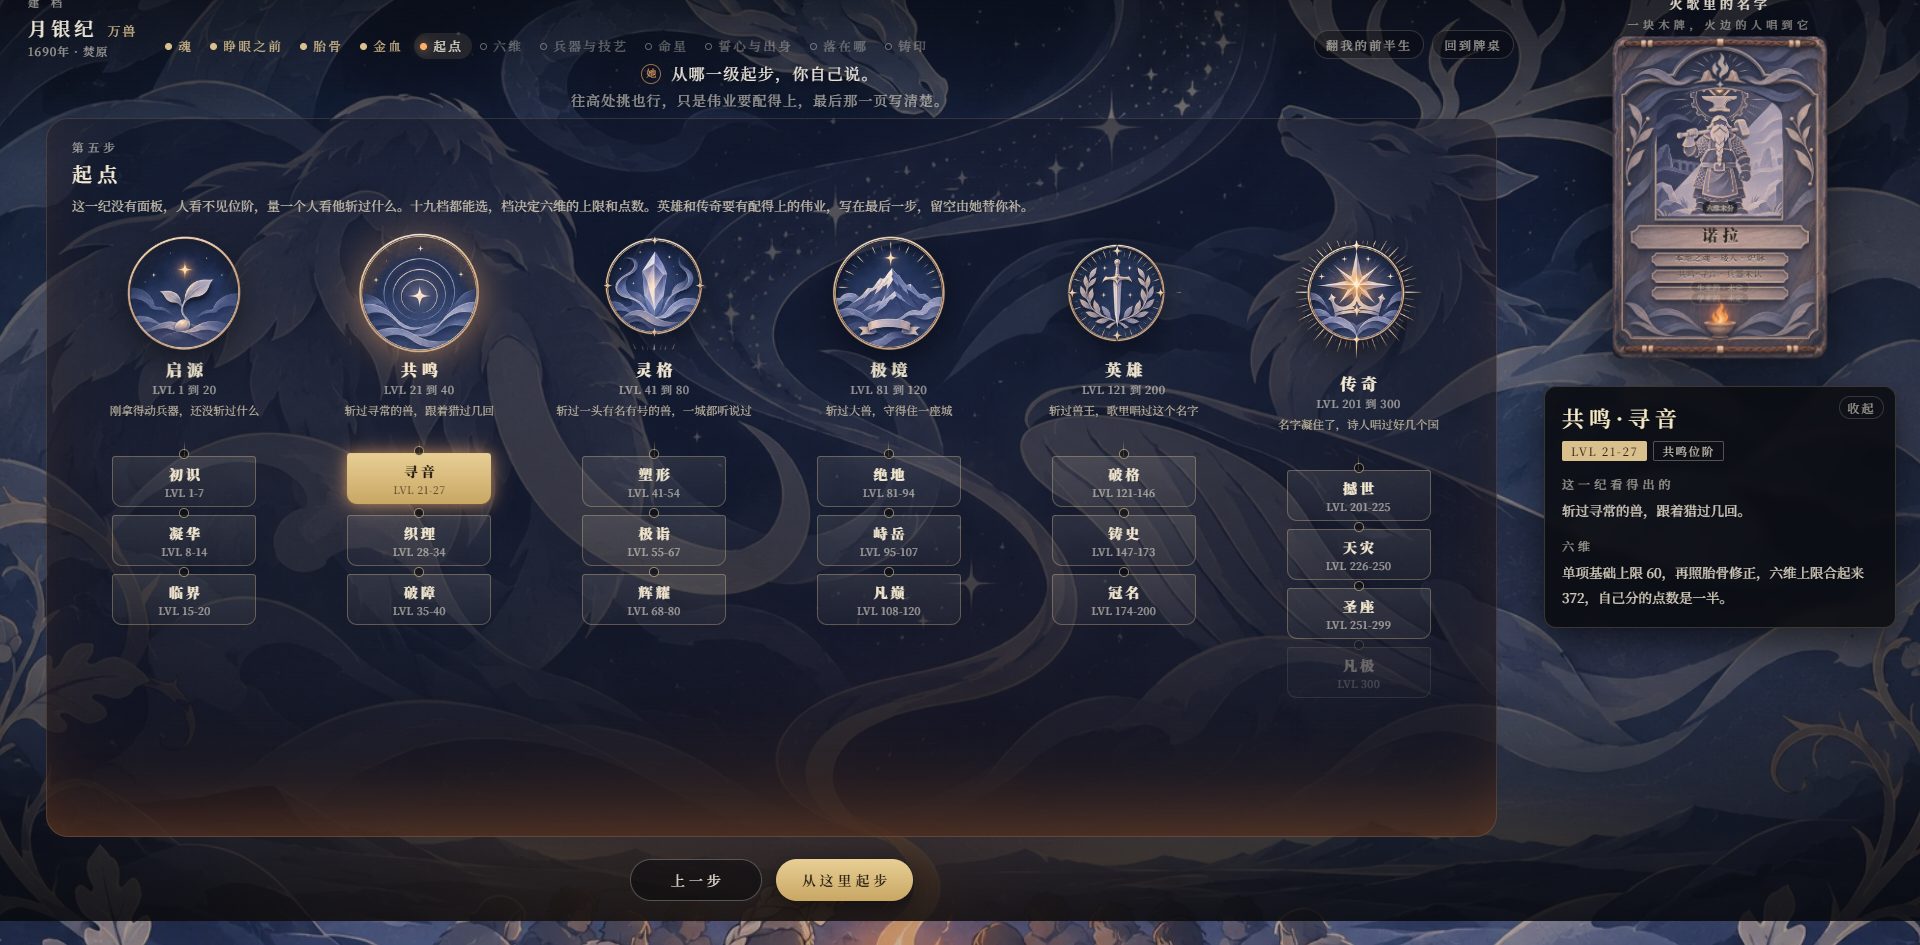 建 档
月银纪 万兽
1690年 · 焚原
魂 睁眼之前 胎骨 金血 起点 六维 兵器与技艺 命星 誓心与出身 落在哪 铸印
翻我的前半生 回到牌桌
她 从哪一级起步，你自己说。
往高处挑也行，只是伟业要配得上，最后那一页写清楚。
火歌里的名字
一块木牌，火边的人唱到它
第五步
起点
这一纪没有面板，人看不见位阶，量一个人看他斩过什么。十九档都能选，档决定六维的上限和点数。英雄和传奇要有配得上的伟业，写在最后一步，留空由她替你补。
启源
LVL 1 到 20
刚拿得动兵器，还没斩过什么
初识
LVL 1-7
凝华
LVL 8-14
临界
LVL 15-20
共鸣
LVL 21 到 40
斩过寻常的兽，跟着猎过几回
寻音
LVL 21-27
织理
LVL 28-34
破障
LVL 35-40
灵格
LVL 41 到 80
斩过一头有名有号的兽，一城都听说过
塑形
LVL 41-54
极诣
LVL 55-67
辉耀
LVL 68-80
极境
LVL 81 到 120
斩过大兽，守得住一座城
绝地
LVL 81-94
峙岳
LVL 95-107
凡巅
LVL 108-120
英雄
LVL 121 到 200
斩过兽王，歌里唱过这个名字
破格
LVL 121-146
铸史
LVL 147-173
冠名
LVL 174-200
传奇
LVL 201 到 300
名字凝住了，诗人唱过好几个国
撼世
LVL 201-225
天灾
LVL 226-250
圣座
LVL 251-299
凡极
LVL 300
六维未分
诺拉
共鸣·寻音
收起
LVL 21-27 共鸣位阶
这一纪看得出的
斩过寻常的兽，跟着猎过几回。
六维
单项基础上限 60，再照胎骨修正，六维上限合起来
372，自己分的点数是一半。
上一步 从这里起步